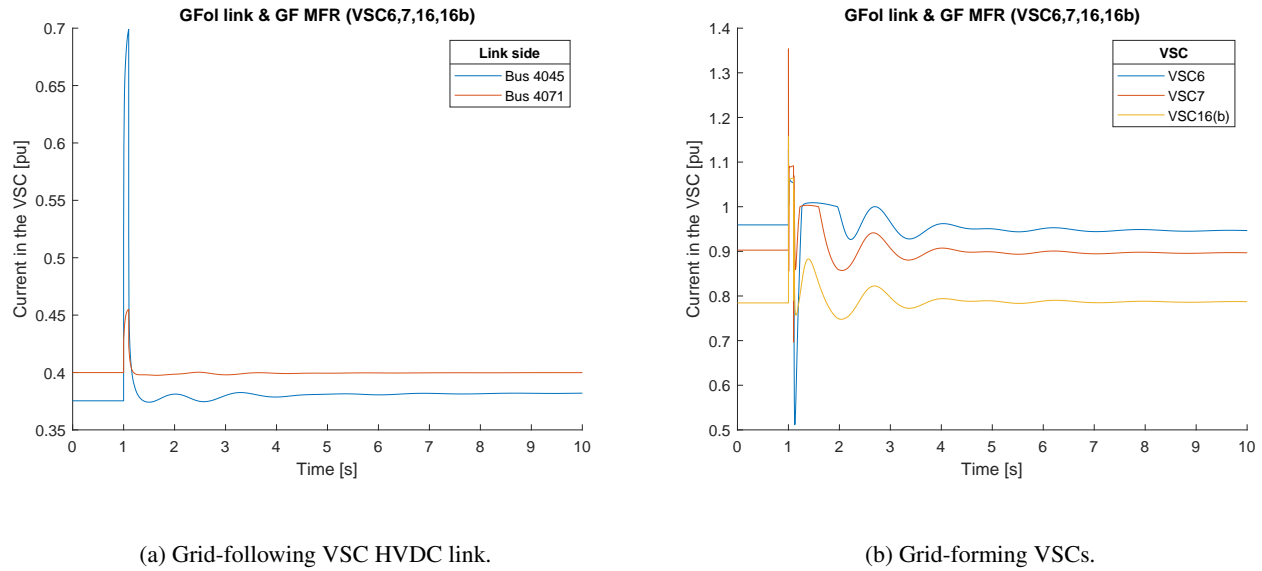 GFol link & GF MFR (VSC6,7,16,16b)
Current in the VSC [pu]
0.7
0.65
0.6
0.55
0.5
0.45
0.4
0.35
Link side
Bus 4045
Bus 4071
0 1 2 3 4 5 6 7 8 9 10
Time [s]
(a) Grid-following VSC HVDC link.
GFol link & GF MFR (VSC6,7,16,16b)
Current in the VSC [pu]
1.4
1.3
1.2
1.1
1
0.9
0.8
0.7
0.6
0.5
VSC
VSC6
VSC7
VSC16(b)
0 1 2 3 4 5 6 7 8 9 10
Time [s]
(b) Grid-forming VSCs.